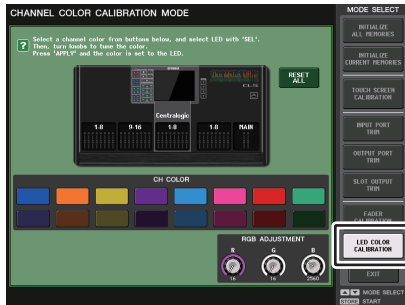 CHANNEL COLOR CALIBRATION MODE
Select a channel color from buttons below, and select LED with "SEL".
Then, turn knobs to tune the color.
Press "APPLY" and the color is set to the LED.
RESET
ALL
YAMAHA
CL5
Centralogic
1-8
9-16
1-8
1-8
MAIN
CH COLOR
RGB ADJUSTMENT
R
G
B
16
16
2560
MODE SELECT
INITIALIZE
ALL MEMORIES
INITIALIZE
CURRENT MEMORIES
TOUCH SCREEN
CALIBRATION
INPUT PORT
TRIM
OUTPUT PORT
TRIM
SLOT OUTPUT
TRIM
FADER
CALIBRATION
LED COLOR
CALIBRATION
EXIT
MODE SELECT
STORE START